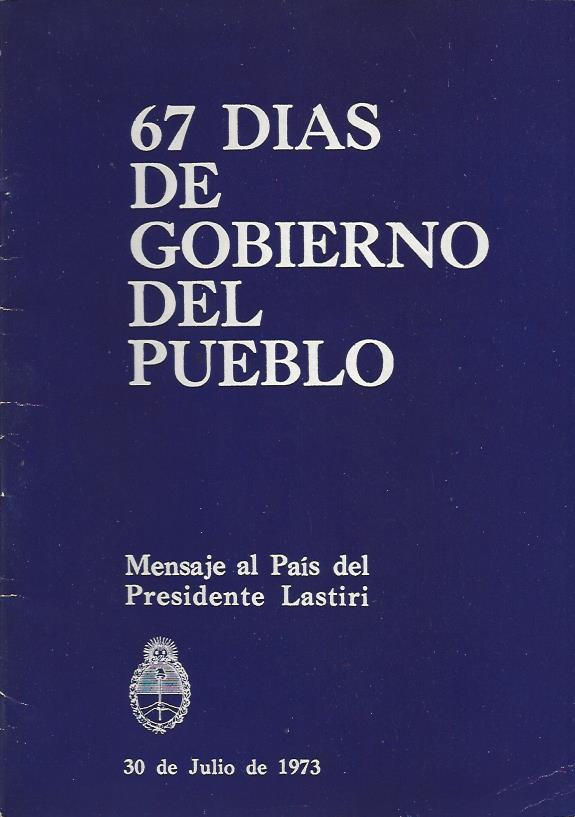 67 DIAS
DE
GOBIERNO
DEL
PUEBLO
Mensaje al País del
Presidente Lastiri
30 de Julio de 1973